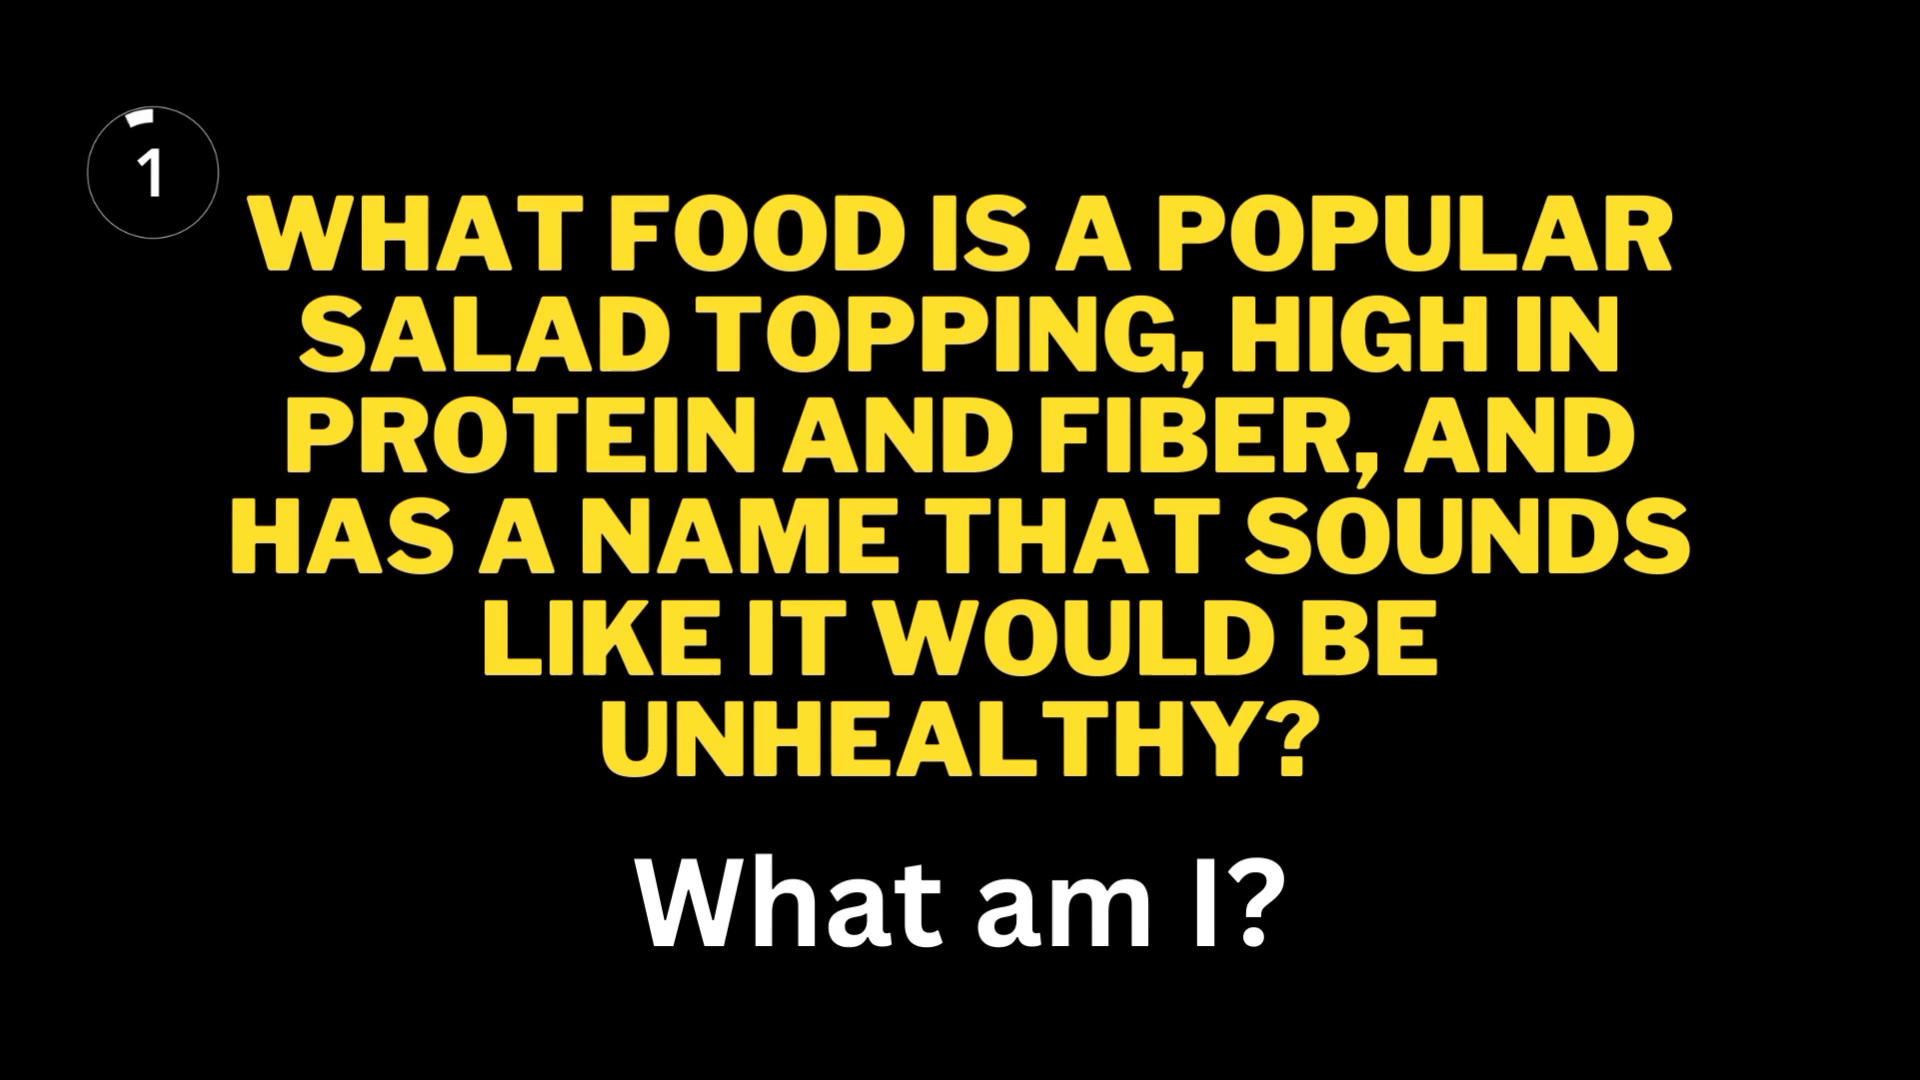 1
WHAT FOOD IS A POPULAR
SALAD TOPPING, HIGH IN
PROTEIN AND FIBER, AND
HAS A NAME THAT SOUNDS
LIKE IT WOULD BE
UNHEALTHY?
What am I?